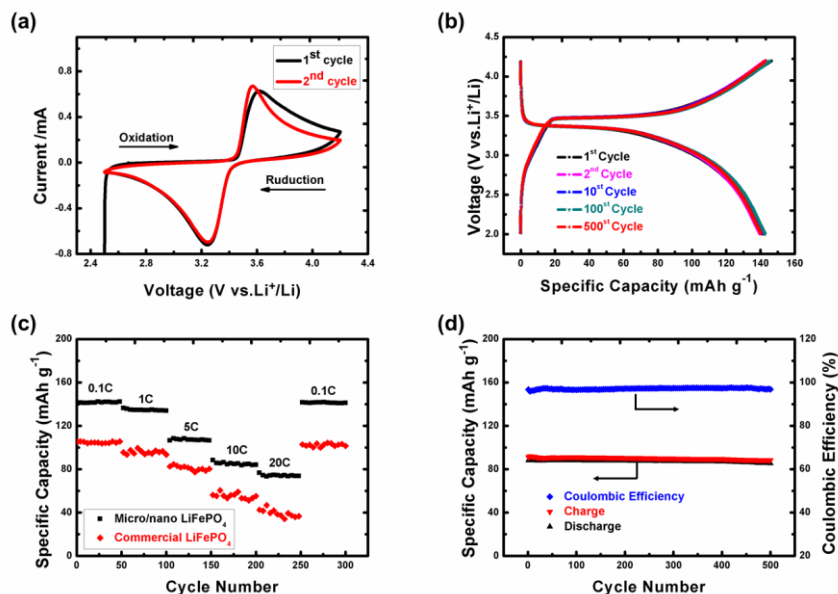 (a)
0.8
0.4
0.0
-0.4
-0.8
Current /mA
1st cycle
2nd cycle
Oxidation
Ruduction
2.4 2.8 3.2 3.6 4.0 4.4
Voltage (V vs.Li+/Li)
(b)
4.5
4.0
3.5
3.0
2.5
2.0
Voltage (V vs.Li+/Li)
1st Cycle
2nd Cycle
10st Cycle
100st Cycle
500st Cycle
0 20 40 60 80 100 120 140 160
Specific Capacity (mAh g-1)
(c)
200
160
120
80
40
0
Specific Capacity (mAh g-1)
0.1C
1C
5C
10C
20C
0.1C
Micro/nano LiFePO4
Commercial LiFePO4
0 50 100 150 200 250 300
Cycle Number
(d)
200
160
120
80
40
0
Specific Capacity (mAh g-1)
Coulombic Efficiency
Charge
Discharge
0 100 200 300 400 500
Cycle Number
120
100
80
60
40
20
Coulombic Efficiency (%)